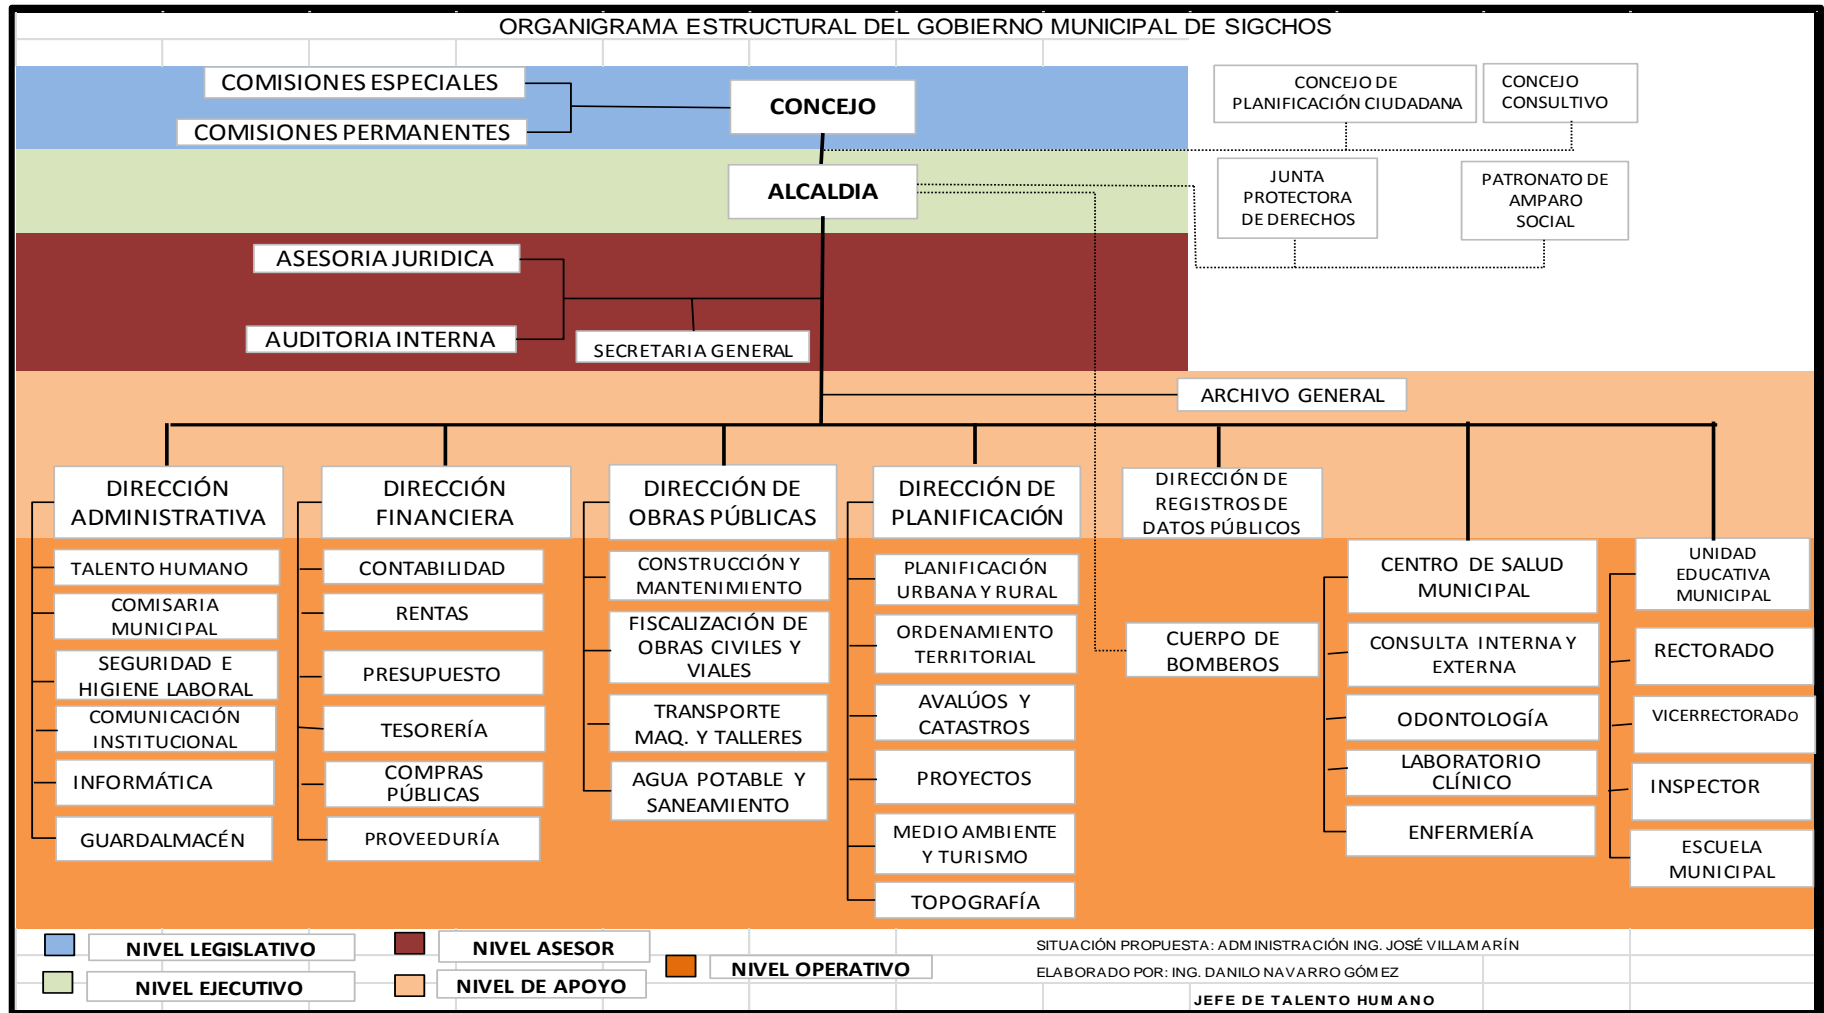 ORGANIGRAMA ESTRUCTURAL DEL GOBIERNO MUNICIPAL DE SIGCHOS
COMISIONES ESPECIALES
COMISIONES PERMANENTES
CONCEJO
CONCEJO DE
PLANIFICACIÓN CIUDADANA
CONCEJO
CONSULTIVO
ALCALDIA
JUNTA
PROTECTORA
DE DERECHOS
PATRONATO DE
AMPARO
SOCIAL
ASESORIA JURIDICA
AUDITORIA INTERNA
SECRETARIA GENERAL
ARCHIVO GENERAL
DIRECCIÓN
ADMINISTRATIVA
TALENTO HUMANO
COMISARIA
MUNICIPAL
SEGURIDAD E
HIGIENE LABORAL
COMUNICACIÓN
INSTITUCIONAL
INFORMÁTICA
GUARDALMACÉN
DIRECCIÓN
FINANCIERA
CONTABILIDAD
RENTAS
PRESUPUESTO
TESORERÍA
COMPRAS
PÚBLICAS
PROVEEDURÍA
DIRECCIÓN DE
OBRAS PÚBLICAS
CONSTRUCCIÓN Y
MANTENIMIENTO
FISCALIZACIÓN DE
OBRAS CIVILES Y
VIALES
TRANSPORTE
MAQ. Y TALLERES
AGUA POTABLE Y
SANEAMIENTO
DIRECCIÓN DE
PLANIFICACIÓN
PLANIFICACIÓN
URBANA Y RURAL
ORDENAMIENTO
TERRITORIAL
AVALÚOS Y
CATASTROS
PROYECTOS
MEDIO AMBIENTE
Y TURISMO
TOPOGRAFÍA
DIRECCIÓN DE
REGISTROS DE
DATOS PÚBLICOS
CUERPO DE
BOMBEROS
CENTRO DE SALUD
MUNICIPAL
CONSULTA INTERNA Y
EXTERNA
ODONTOLOGÍA
LABORATORIO
CLÍNICO
ENFERMERÍA
UNIDAD
EDUCATIVA
MUNICIPAL
RECTORADO
VICERRECTORADO
INSPECTOR
ESCUELA
MUNICIPAL
NIVEL LEGISLATIVO
NIVEL EJECUTIVO
NIVEL ASESOR
NIVEL DE APOYO
NIVEL OPERATIVO
SITUACIÓN PROPUESTA: ADMINISTRACIÓN ING. JOSÉ VILLAMARÍN
ELABORADO POR: ING. DANILO NAVARRO GÓMEZ
JEFE DE TALENTO HUMANO